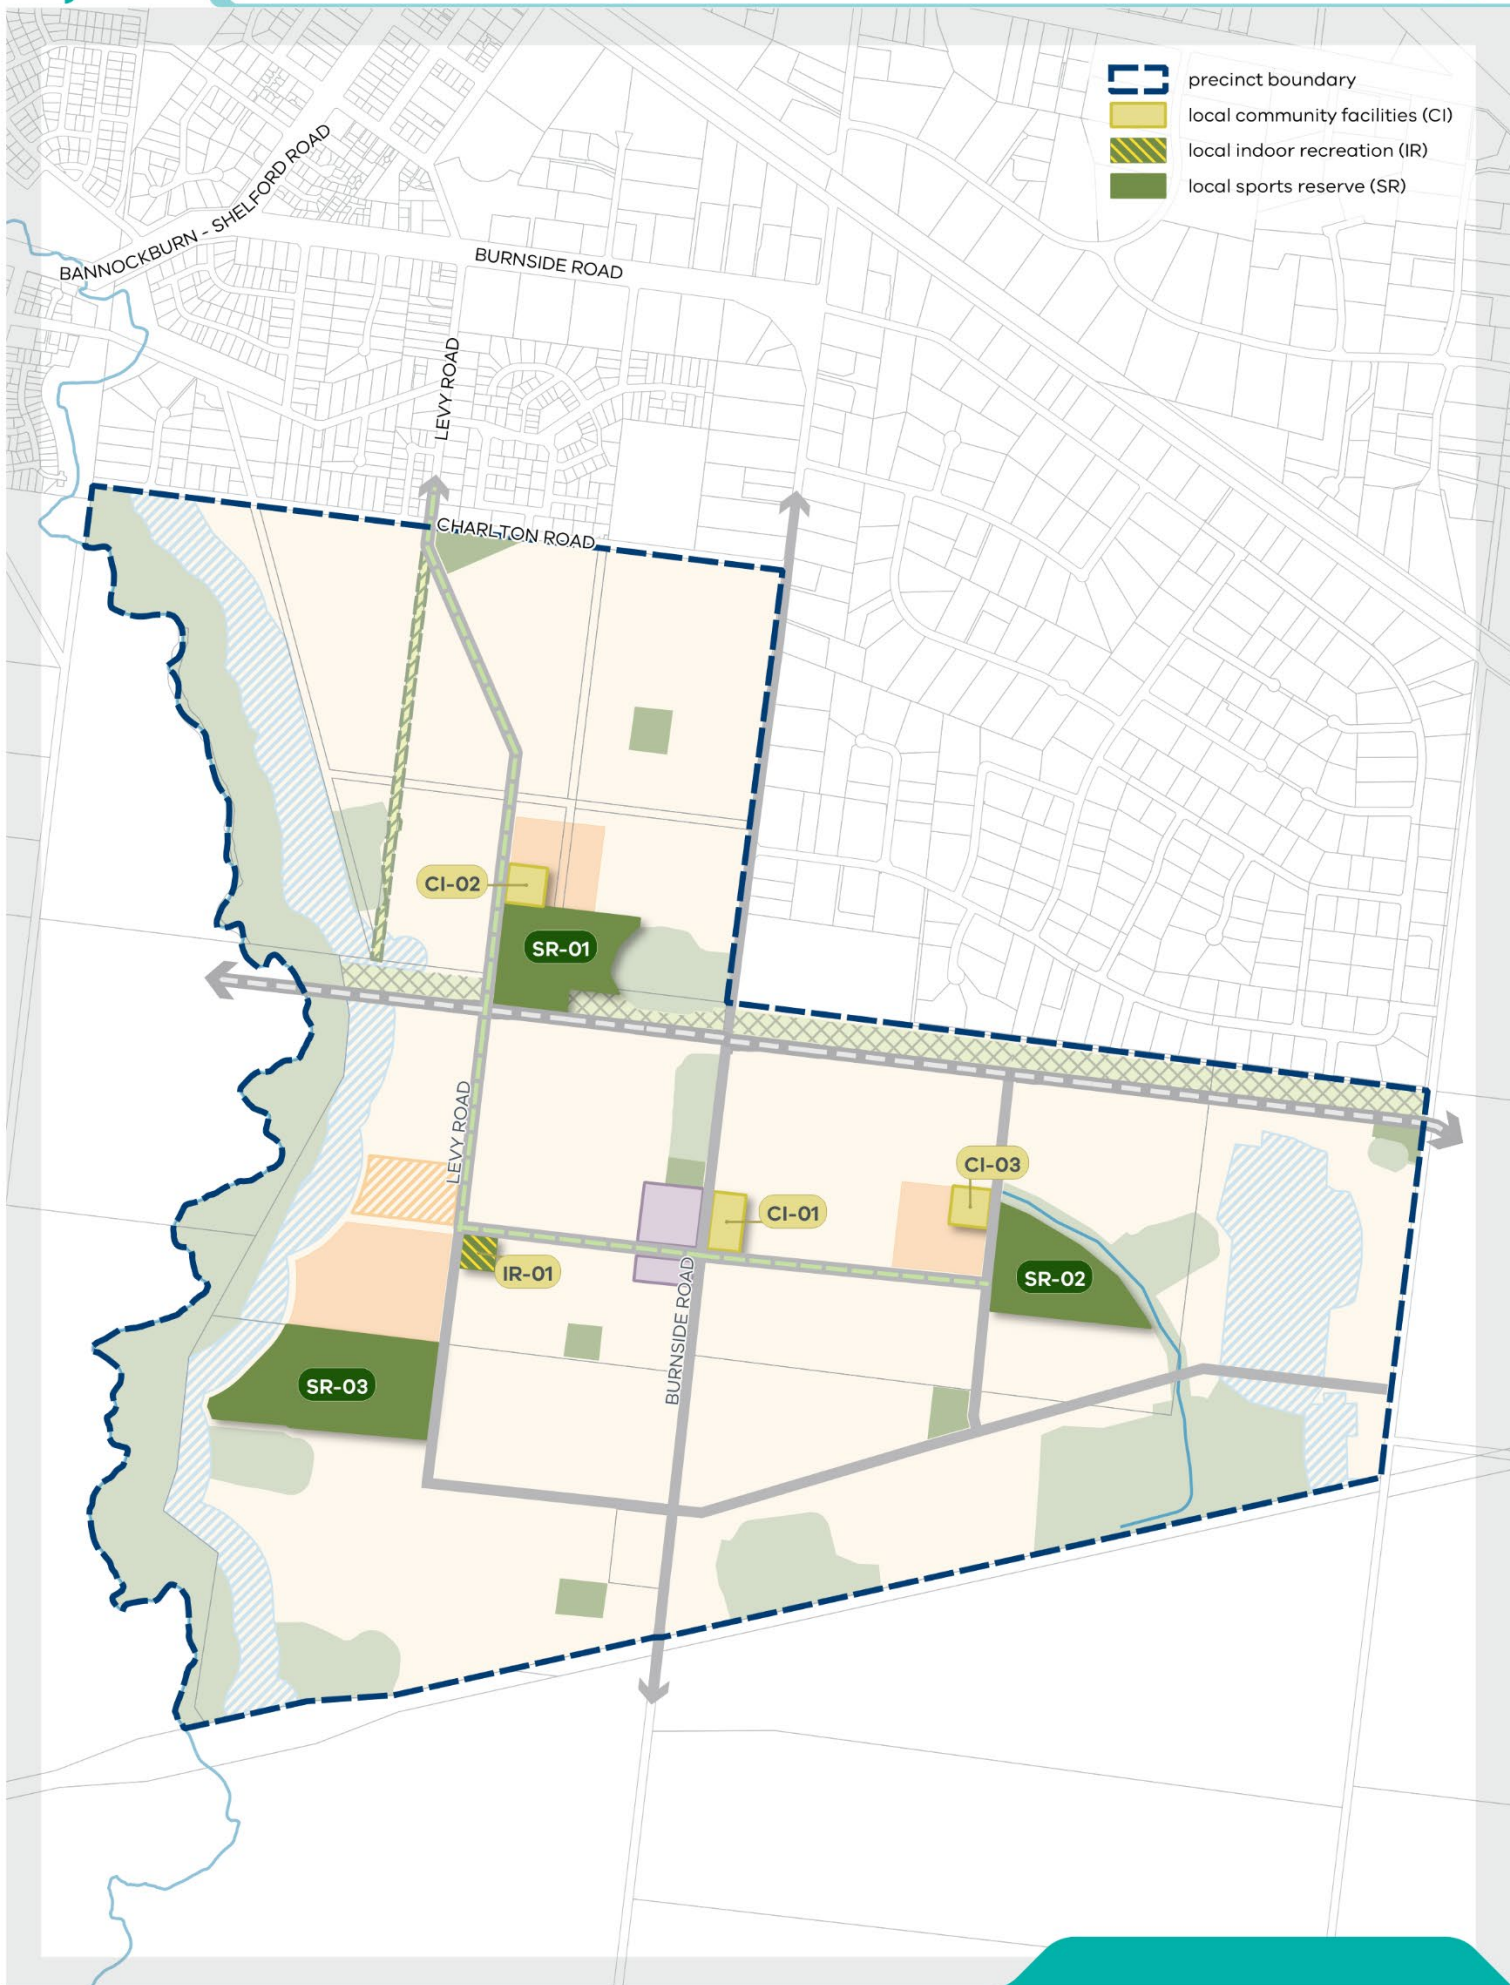 precinct boundary
local community facilities (CI)
local indoor recreation (IR)
local sports reserve (SR)
BANNOCKBURN - SHELFORD ROAD
BURNSIDE ROAD
LEVY ROAD
CHARLTON ROAD
CI-02
SR-01
LEVY ROAD
CI-03
CI-01
IR-01
SR-02
BURNSIDE ROAD
SR-03